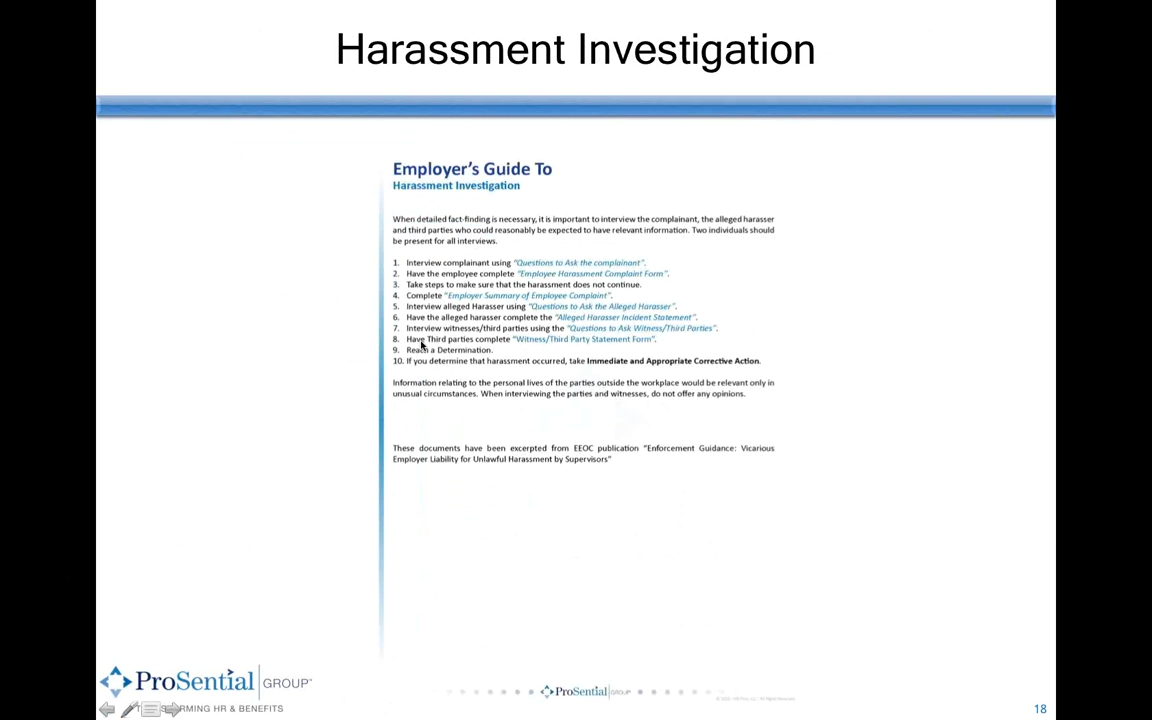 Harassment Investigation
Employer's Guide To
Harassment Investigation
When detailed fact-finding is necessary, it is important to interview the complainant, the alleged harasser
and third parties who could reasonably be expected to have relevant information. Two individuals should
be present for all interviews.
1. Interview complainant using "Questions to Ask the complainant".
2. Have the employee complete "Employee Harassment Complaint Form".
3. Take steps to make sure that the harassment does not continue.
4. Complete "Employer Summary of Employee Complaint".
5. Interview alleged Harasser using "Questions to Ask the Alleged Harasser".
6. Have the alleged harasser complete the "Alleged Harasser Incident Statement".
7. Interview witnesses/third parties using the "Questions to Ask Witness/Third Parties".
8. Have Third parties complete "Witness/Third Party Statement Form".
9. Reach a Determination.
10. If you determine that harassment occurred, take Immediate and Appropriate Corrective Action.
Information relating to the personal lives of the parties outside the workplace would be relevant only in
unusual circumstances. When interviewing the parties and witnesses, do not offer any opinions.
These documents have been excerpted from EEOC publication "Enforcement Guidance: Vicarious
Employer Liability for Unlawful Harassment by Supervisors"
ProSential GROUP
RMING HR & BENEFITS
ProSential GROUP
18